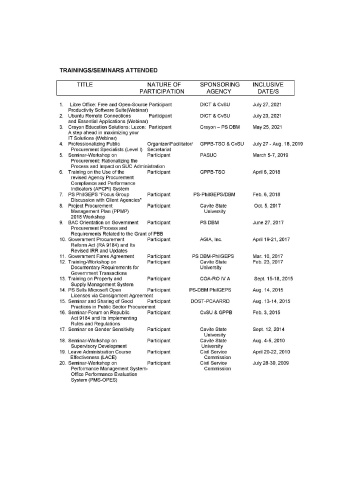 TRAININGS/SEMINARS ATTENDED
TITLE NATURE OF SPONSORING INCLUSIVE
PARTICIPATION AGENCY DATE/S
1. Libre Office: Free and Open-Source Participant DICT & CvSU July 27, 2021
Productivity Software Suite(Webinar)
2. Ubuntu Remote Connections Participant DICT & CvSU July 23, 2021
and Essential Applications (Webinar)
3. Crayon Education Solutions: Luzon; Participant Crayon – PS DBM May 25, 2021
A step ahead in maximizing your
IT Solutions (Webinar)
4. Professionalizing Public Organizer/Facilitator/ GPPB-TSO & CvSU July 27 - Aug. 18, 2019
Procurement Specialists (Level I) Secretariat
5. Seminar-Workshop on Participant PASUC March 5-7, 2019
Procurement: Rationalizing the
Process and Impact on SUC Administration
6. Training on the Use of the Participant GPPB-TSO April 6, 2018
revised Agency Procurement
Compliance and Performance
Indicators (APCPI) System
7. PS PhilGEPS "Focus Group Participant PS-PhilGEPS/DBM Feb. 6, 2018
Discussion with Client Agencies"
8. Project Procurement Participant Cavite State Oct. 5, 2017
Management Plan (PPMP) University
2018 Workshop
9. BAC Orientation on Government Participant PS DBM June 27, 2017
Procurement Process and
Requirements Related to the Grant of PBB
10. Government Procurement Participant AGIA, Inc. April 19-21, 2017
Reform Act (RA 9184) and its
Revised IRR and Updates
11. Government Fares Agreement Participant PS DBM-PhilGEPS Mar. 10, 2017
12. Training/Workshop on Participant Cavite State Feb. 23, 2017
Documentary Requirements for University
Government Transactions
13. Training on Property and Participant COA-RO IV A Sept. 15-18, 2015
Supply Management System
14. PS Sells Microsoft Open Participant PS-DBM PhilGEPS Aug. 14, 2015
Licenses via Consignment Agreement
15. Seminar and Sharing of Good Participant DOST-PCAARRD Aug. 13-14, 2015
Practices in Public Sector Procurement
16. Seminar Forum on Republic Participant CvSU & GPPB Feb. 3, 2015
Act 9184 and its Implementing
Rules and Regulations
17. Seminar on Gender Sensitivity Participant Cavite State Sept. 12, 2014
University
18. Seminar-Workshop on Participant Cavite State Aug. 4-5, 2010
Supervisory Development University
19. Leave Administration Course Participant Civil Service April 20-22, 2010
Effectiveness (LACE) Commission
20. Seminar-Workshop on Participant Civil Service July 28-30, 2009
Performance Management System- Commission
Office Performance Evaluation
System (PMS-OPES)